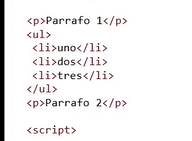 <p>Parrafo 1</p>
<ul>
<li>uno</li>
<li>dos</li>
<li>tres</li>
</ul>
<p>Parrafo 2</p>
<script>